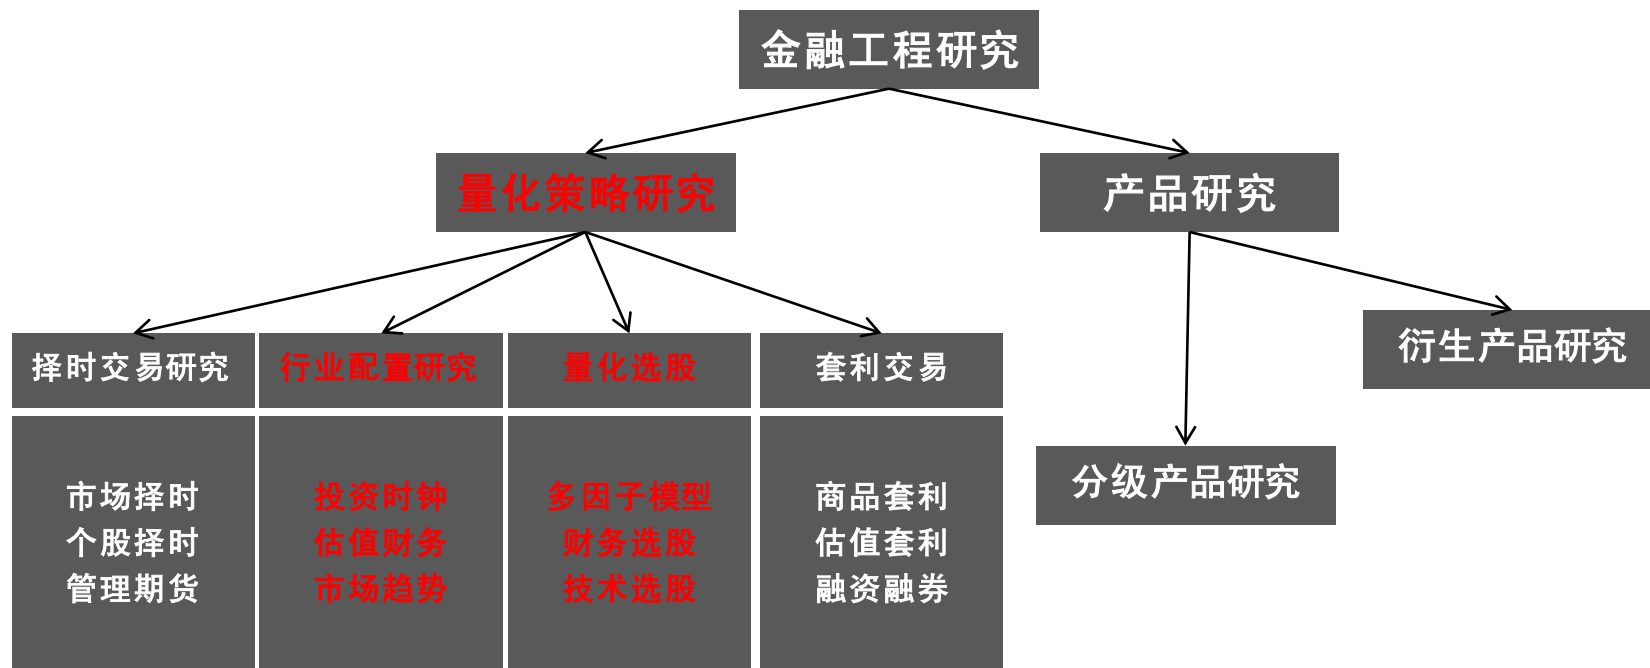 金融工程研究
量化策略研究
产品研究
择时交易研究
行业配置研究
量化选股
套利交易
衍生产品研究
分级产品研究
市场择时
个股择时
管理期货
投资时钟
估值财务
市场趋势
多因子模型
财务选股
技术选股
商品套利
估值套利
融资融券